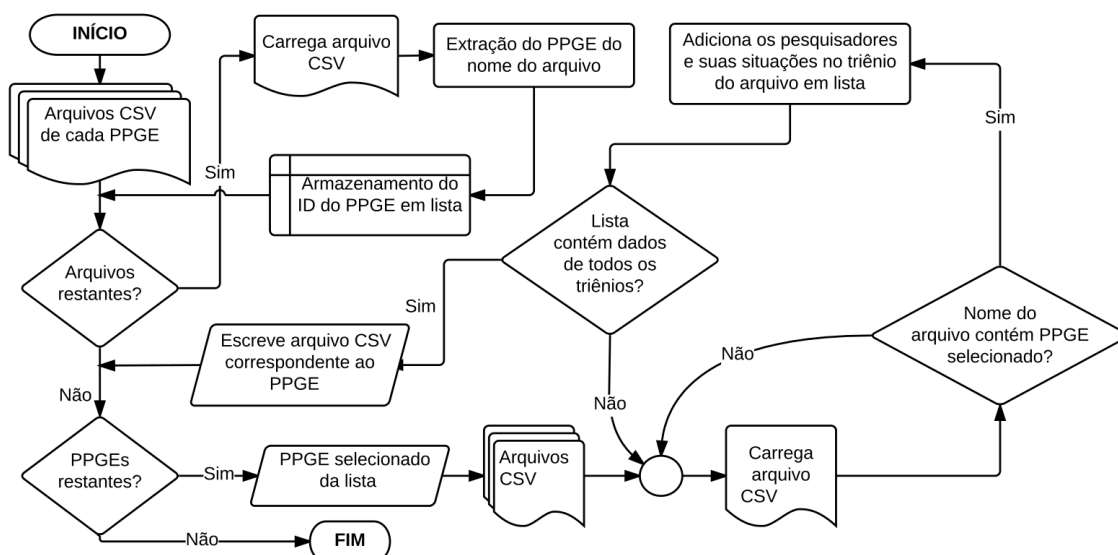 INÍCIO
Arquivos CSV
de cada PPGE
Arquivos
restantes?
Sim
Carrega arquivo
CSV
Extração do PPGE do
nome do arquivo
Armazenamento do
ID do PPGE em lista
Não
PPGEs
restantes?
Não
FIM
Sim
PPGE selecionado
da lista
Arquivos
CSV
Carrega
arquivo
CSV
Nome do
arquivo contém PPGE
selecionado?
Não
Sim
Adiciona os pesquisadores
e suas situações no triênio
do arquivo em lista
Lista
contém dados
de todos os
triênios?
Não
Sim
Escreve arquivo CSV
correspondente ao
PPGE